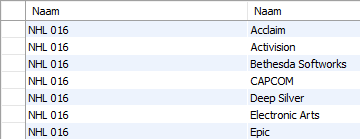 Naam Naam
NHL 016 Acclaim
NHL 016 Activision
NHL 016 Bethesda Softworks
NHL 016 CAPCOM
NHL 016 Deep Silver
NHL 016 Electronic Arts
NHL 016 Epic